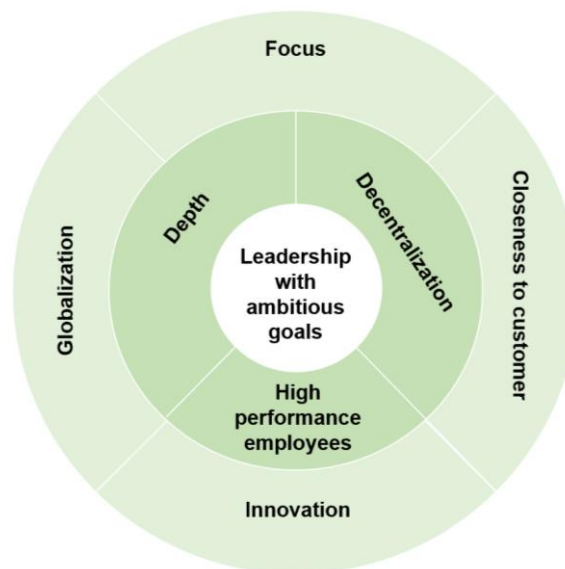 Focus
Depth
Decentralization
Globalization
Leadership
with
ambitious
goals
Closeness to customer
High
performance
employees
Innovation